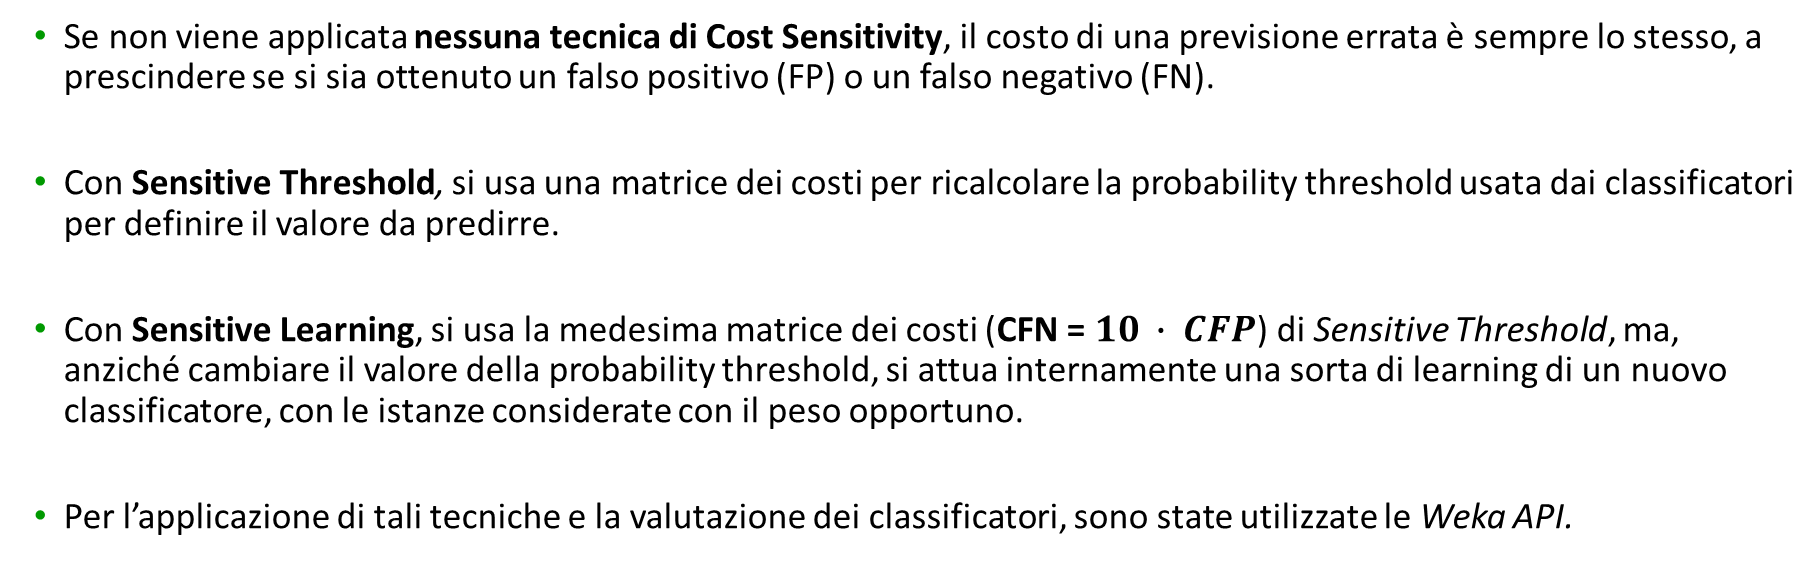 • Se non viene applicata nessuna tecnica di Cost Sensitivity, il costo di una previsione errata è sempre lo stesso, a
prescindere se si sia ottenuto un falso positivo (FP) o un falso negativo (FN).
• Con Sensitive Threshold, si usa una matrice dei costi per ricalcolare la probability threshold usata dai classificatori
per definire il valore da predirre.
• Con Sensitive Learning, si usa la medesima matrice dei costi (CFN = 10 · CFP) di Sensitive Threshold, ma,
anziché cambiare il valore della probability threshold, si attua internamente una sorta di learning di un nuovo
classificatore, con le istanze considerate con il peso opportuno.
• Per l’applicazione di tali tecniche e la valutazione dei classificatori, sono state utilizzate le Weka API.